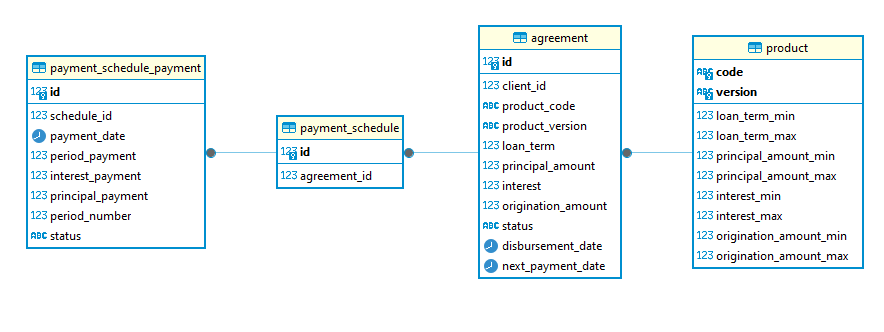 payment_schedule_payment
123 id
123 schedule_id
payment_date
123 period_payment
123 interest_payment
123 principal_payment
123 period_number
ABC status
payment_schedule
123 id
123 agreement_id
agreement
123 id
123 client_id
ABC product_code
ABC product_version
123 loan_term
123 principal_amount
123 interest
123 origination_amount
ABC status
disbursement_date
next_payment_date
product
ABC code
ABC version
123 loan_term_min
123 loan_term_max
123 principal_amount_min
123 principal_amount_max
123 interest_min
123 interest_max
123 origination_amount_min
123 origination_amount_max